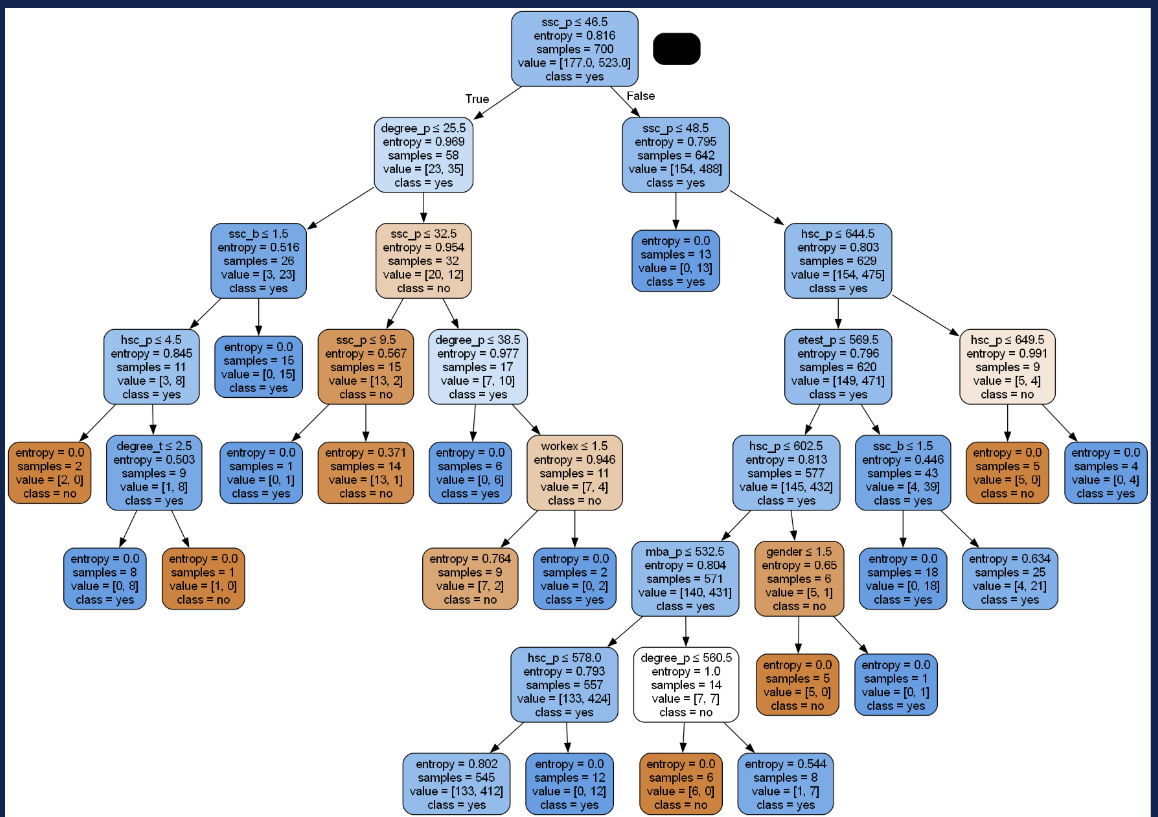 ssc_p ≤ 46.5
entropy = 0.816
samples = 700
value = [177.0, 523.0]
class = yes
True
False
degree_p ≤ 25.5
entropy = 0.969
samples = 58
value = [23, 35]
class = yes
ssc_p ≤ 48.5
entropy = 0.795
samples = 642
value = [154, 488]
class = yes
ssc_b ≤ 1.5
entropy = 0.516
samples = 26
value = [3, 23]
class = yes
ssc_p ≤ 32.5
entropy = 0.954
samples = 32
value = [20, 12]
class = no
entropy = 0.0
samples = 13
value = [0, 13]
class = yes
hsc_p ≤ 644.5
entropy = 0.803
samples = 629
value = [154, 475]
class = yes
hsc_p ≤ 4.5
entropy = 0.845
samples = 11
value = [3, 8]
class = yes
entropy = 0.0
samples = 15
value = [0, 15]
class = yes
ssc_p ≤ 9.5
entropy = 0.567
samples = 15
value = [13, 2]
class = no
degree_p ≤ 38.5
entropy = 0.977
samples = 17
value = [7, 10]
class = yes
etest_p ≤ 569.5
entropy = 0.796
samples = 620
value = [149, 471]
class = yes
hsc_p ≤ 649.5
entropy = 0.991
samples = 9
value = [5, 4]
class = no
entropy = 0.0
samples = 2
value = [2, 0]
class = no
degree_t ≤ 2.5
entropy = 0.503
samples = 9
value = [1, 8]
class = yes
entropy = 0.0
samples = 1
value = [0, 1]
class = yes
entropy = 0.371
samples = 14
value = [13, 1]
class = no
entropy = 0.0
samples = 6
value = [0, 6]
class = yes
workex ≤ 1.5
entropy = 0.946
samples = 11
value = [7, 4]
class = no
hsc_p ≤ 602.5
entropy = 0.813
samples = 577
value = [145, 432]
class = yes
ssc_b ≤ 1.5
entropy = 0.446
samples = 43
value = [4, 39]
class = yes
entropy = 0.0
samples = 5
value = [5, 0]
class = no
entropy = 0.0
samples = 4
value = [0, 4]
class = yes
entropy = 0.0
samples = 8
value = [0, 8]
class = yes
entropy = 0.0
samples = 1
value = [1, 0]
class = no
entropy = 0.764
samples = 9
value = [7, 2]
class = no
entropy = 0.0
samples = 2
value = [0, 2]
class = yes
mba_p ≤ 532.5
entropy = 0.804
samples = 571
value = [140, 431]
class = yes
gender ≤ 1.5
entropy = 0.65
samples = 6
value = [5, 1]
class = no
entropy = 0.0
samples = 18
value = [0, 18]
class = yes
entropy = 0.634
samples = 25
value = [4, 21]
class = yes
hsc_p ≤ 578.0
entropy = 0.793
samples = 557
value = [133, 424]
class = yes
degree_p ≤ 560.5
entropy = 1.0
samples = 14
value = [7, 7]
class = no
entropy = 0.0
samples = 5
value = [5, 0]
class = no
entropy = 0.0
samples = 1
value = [0, 1]
class = yes
entropy = 0.802
samples = 545
value = [133, 412]
class = yes
entropy = 0.0
samples = 12
value = [0, 12]
class = yes
entropy = 0.0
samples = 6
value = [6, 0]
class = no
entropy = 0.544
samples = 8
value = [1, 7]
class = yes